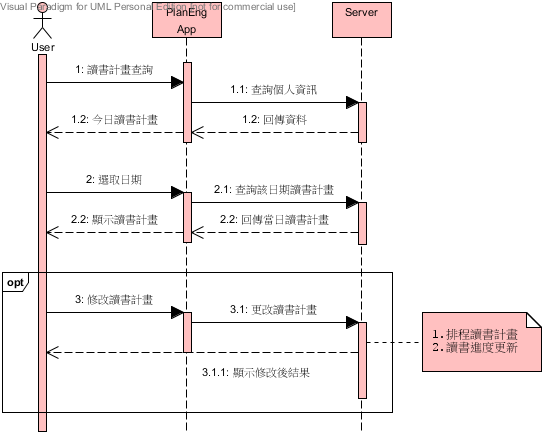 Visual Paradigm for UML Personal Edition [not for commercial use]
User
PlanEng
App
Server
1: 讀書計畫查詢
1.1: 查詢個人資訊
1.2: 今日讀書計畫
1.2: 回傳資料
2: 選取日期
2.1: 查詢該日期讀書計畫
2.2: 顯示讀書計畫
2.2: 回傳當日讀書計畫
opt
3: 修改讀書計畫
3.1: 更改讀書計畫
1.排程讀書計畫
2.讀書進度更新
3.1.1: 顯示修改後結果